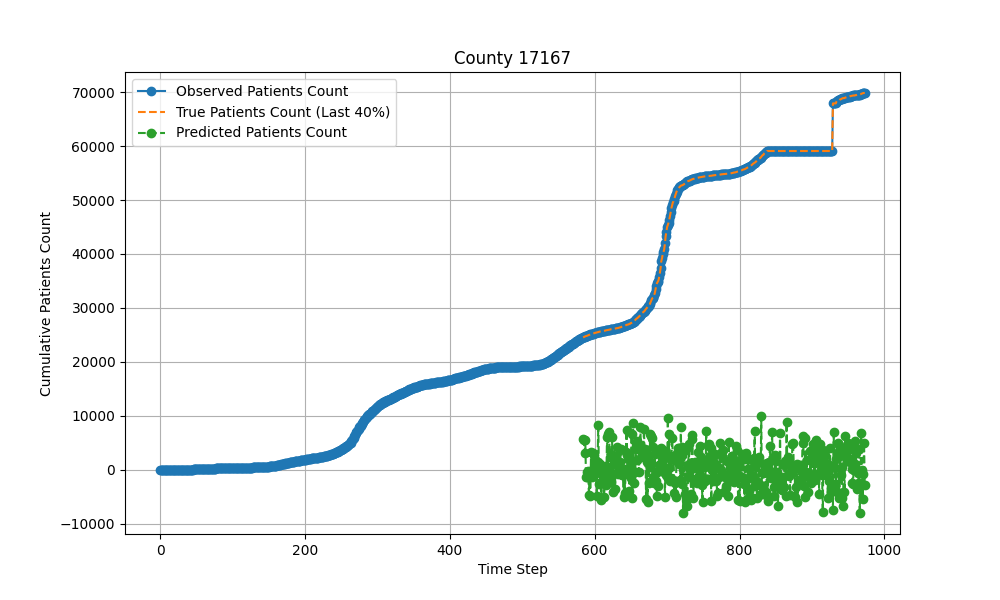 County 17167
Observed Patients Count
True Patients Count (Last 40%)
Predicted Patients Count
Cumulative Patients Count
70000
60000
50000
40000
30000
20000
10000
0
−10000
0 200 400 600 800 1000
Time Step